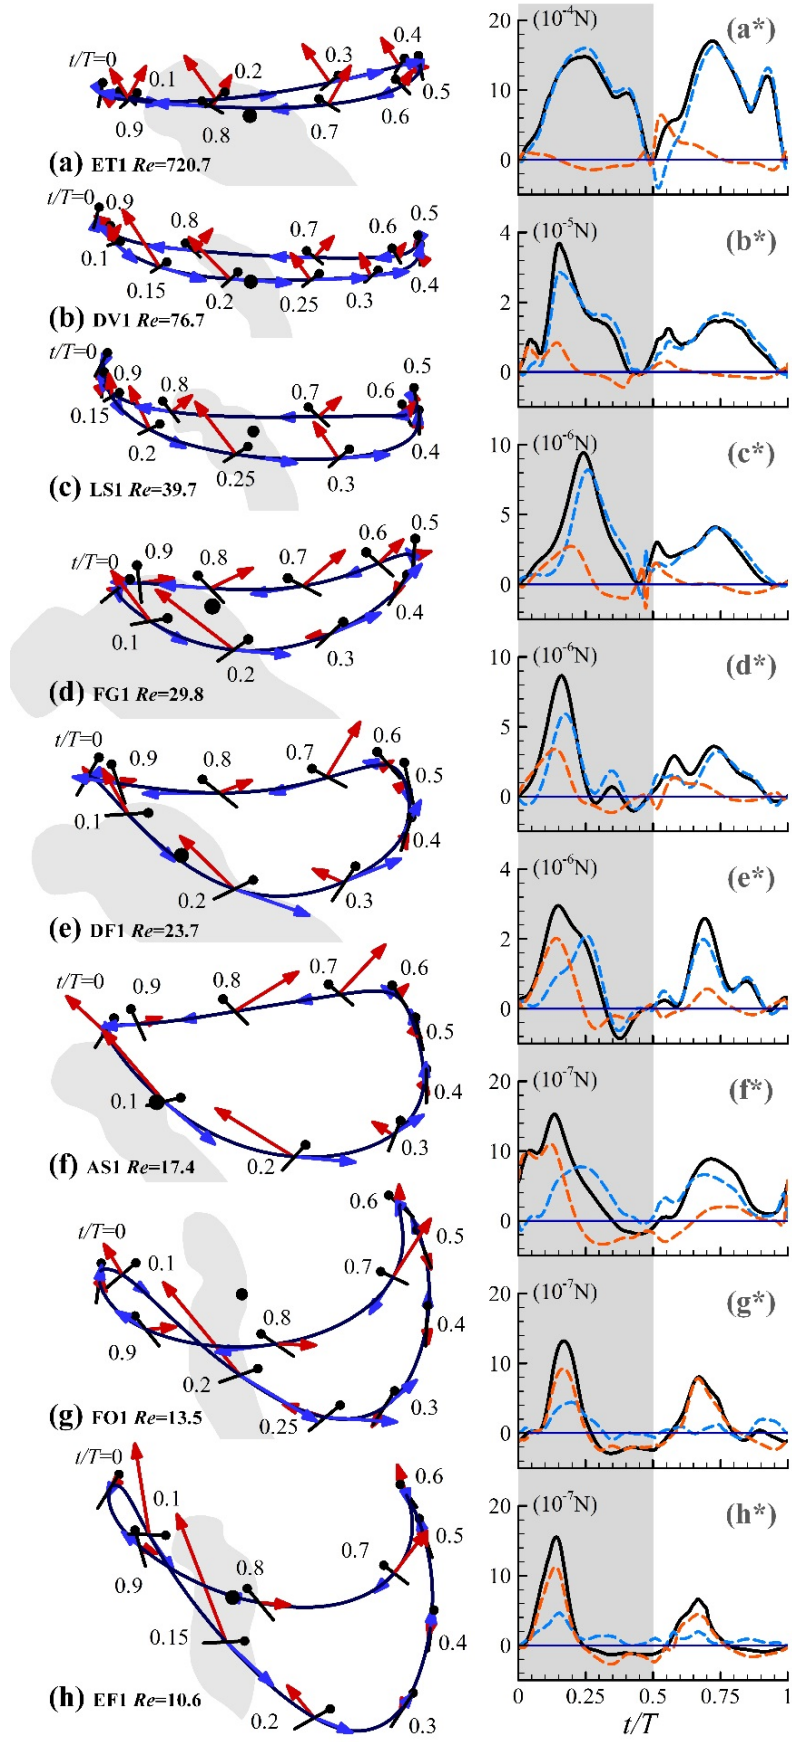 t/T=0 0.1 0.2 0.3 0.4
0.9 0.8 0.7 0.6 0.5
(a) ET1 Re=720.7
t/T=0 0.9 0.8 0.7 0.6 0.5
0.1 0.15 0.2 0.25 0.3 0.4
(b) DV1 Re=76.7
t/T=0 0.9 0.8 0.7 0.6 0.5
0.15 0.2 0.25 0.3 0.4
(c) LS1 Re=39.7
t/T=0 0.9 0.8 0.7 0.6 0.5
0.1 0.2 0.3 0.4
(d) FG1 Re=29.8
t/T=0 0.9 0.8 0.7 0.6 0.5
0.1 0.2 0.3 0.4
(e) DF1 Re=23.7
t/T=0 0.9 0.8 0.7 0.6 0.5
0.1 0.2 0.3 0.4
(f) AS1 Re=17.4
t/T=0 0.1 0.6 0.5
0.9 0.8 0.7 0.4
0.2 0.25 0.3
(g) FO1 Re=13.5
t/T=0 0.1 0.6 0.5
0.9 0.8 0.7 0.4
0.15 0.2 0.3
(h) EF1 Re=10.6
20 (10⁻⁴N) (a*)
10
0
4 (10⁻⁵N) (b*)
2
0
10 (10⁻⁶N) (c*)
5
0
10 (10⁻⁶N) (d*)
5
0
4 (10⁻⁶N) (e*)
2
0
20 (10⁻⁷N) (f*)
10
0
20 (10⁻⁷N) (g*)
10
0
20 (10⁻⁷N) (h*)
10
0
0 0.25 0.5 0.75 1
t/T